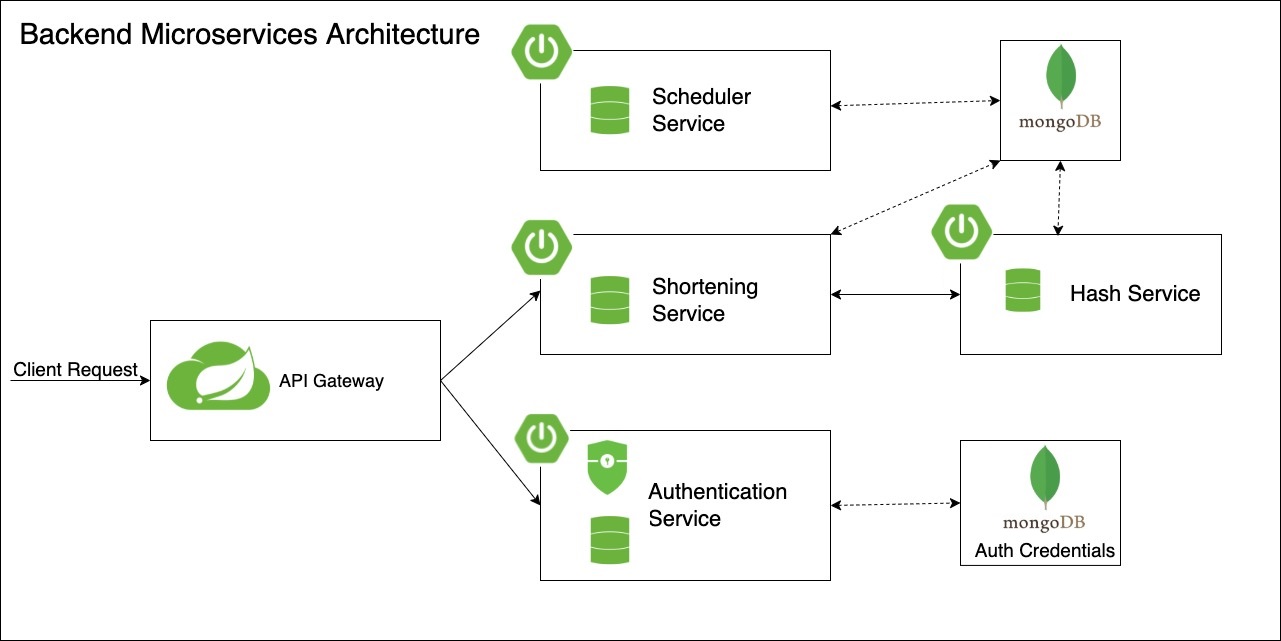 Backend Microservices Architecture
Scheduler
Service
mongoDB
Shortening
Service
Hash Service
Client Request
API Gateway
Authentication
Service
mongoDB
Auth Credentials